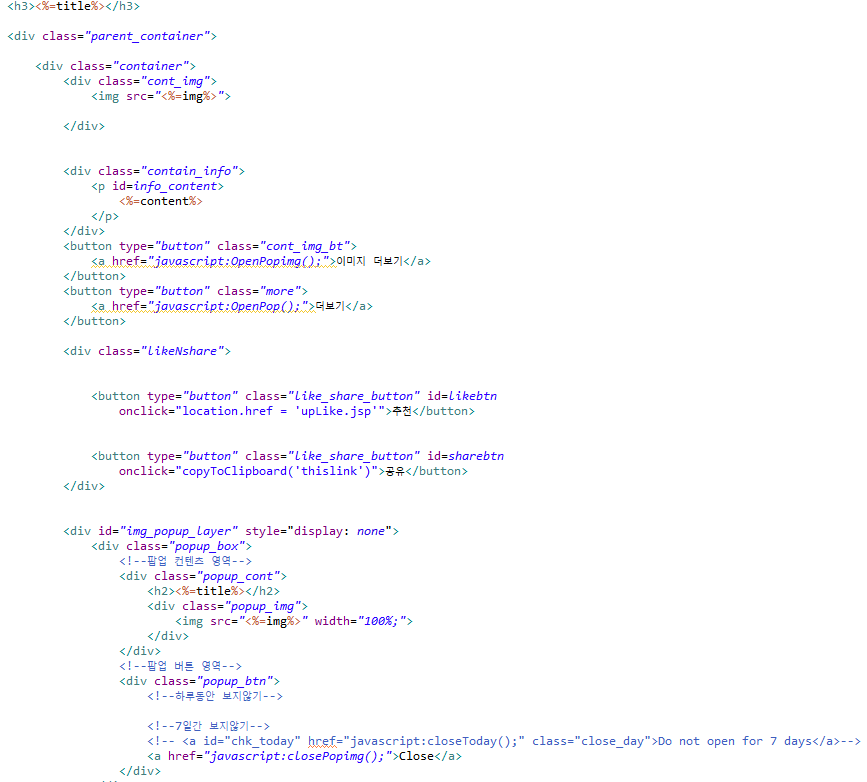 <h3><%=title%></h3>
<div class="parent_container">
<div class="container">
<div class="cont_img">
<img src="<%=img%>">
</div>
<div class="contain_info">
<p id=info_content>
<%=content%>
</p>
</div>
<button type="button" class="cont_img_bt">
<a href="javascript:OpenPopimg();">이미지 더보기</a>
</button>
<button type="button" class="more">
<a href="javascript:OpenPop();">더보기</a>
</button>
<div class="likeNshare">
<button type="button" class="like_share_button" id=likebtn
onclick="location.href = 'upLike.jsp'">추천</button>
<button type="button" class="like_share_button" id=sharebtn
onclick="copyToClipboard('thislink')">공유</button>
</div>
<div id="img_popup_layer" style="display: none">
<div class="popup_box">
<!--팝업 컨텐츠 영역-->
<div class="popup_cont">
<h2><%=title%></h2>
<div class="popup_img">
<img src="<%=img%>" width="100%;">
</div>
</div>
<!--팝업 버튼 영역-->
<div class="popup_btn">
<!--하루동안 보지않기-->
<!--7일간 보지않기-->
<!-- <a id="chk_today" href="javascript:closeToday();" class="close_day">Do not open for 7 days</a>-->
<a href="javascript:closePopimg();">Close</a>
</div>